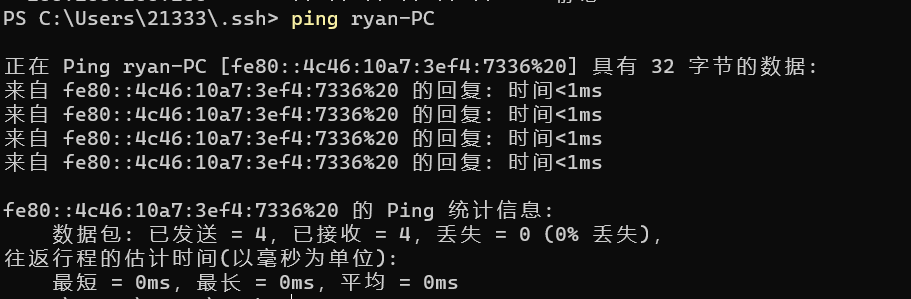 PS C:\Users\21333\.ssh> ping ryan-PC
正在 Ping ryan-PC [fe80::4c46:10a7:3ef4:7336%20] 具有 32 字节的数据:
来自 fe80::4c46:10a7:3ef4:7336%20 的回复: 时间<1ms
来自 fe80::4c46:10a7:3ef4:7336%20 的回复: 时间<1ms
来自 fe80::4c46:10a7:3ef4:7336%20 的回复: 时间<1ms
来自 fe80::4c46:10a7:3ef4:7336%20 的回复: 时间<1ms
fe80::4c46:10a7:3ef4:7336%20 的 Ping 统计信息:
数据包: 已发送 = 4, 已接收 = 4, 丢失 = 0 (0% 丢失),
往返行程的估计时间(以毫秒为单位):
最短 = 0ms, 最长 = 0ms, 平均 = 0ms